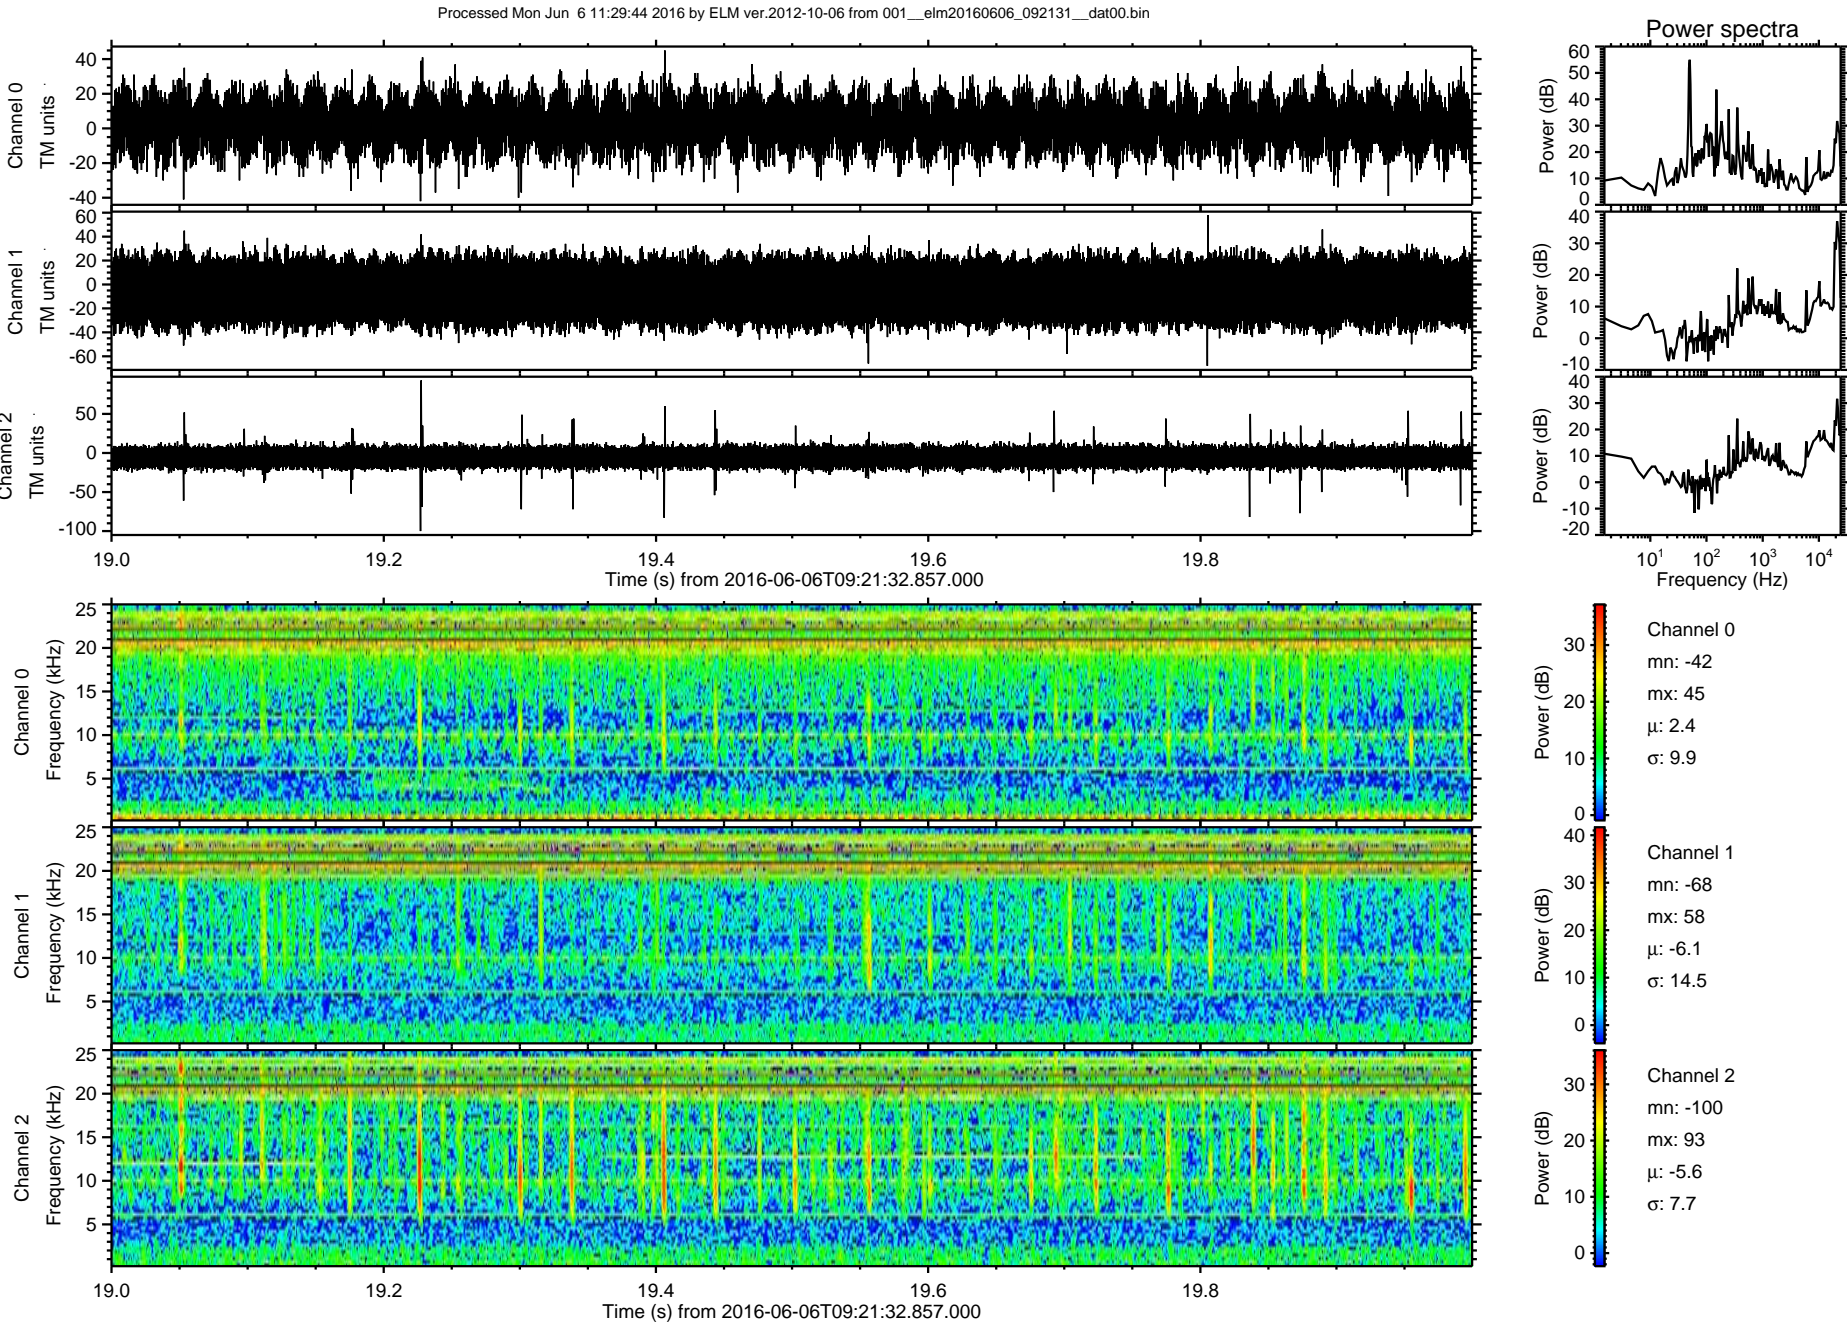 Processed Mon Jun  6 11:29:44 2016 by ELM ver.2012-10-06 from 001__elm20160606_092131__dat00.bin
Power spectra
Channel 0
TM units
40
20
0
-20
-40
Power (dB)
60
50
40
30
20
10
0
Channel 1
TM units
60
40
20
0
-20
-40
-60
Power (dB)
40
30
20
10
0
-10
Channel 2
TM units
50
0
-50
-100
Power (dB)
40
30
20
10
0
-10
-20
19.0 19.2 19.4 19.6 19.8
Time (s) from 2016-06-06T09:21:32.857.000
10¹ 10² 10³ 10⁴
Frequency (Hz)
Channel 0
Frequency (kHz)
25
20
15
10
5
Power (dB)
30
20
10
0
Channel 0
mn: -42
mx: 45
μ: 2.4
σ: 9.9
Channel 1
Frequency (kHz)
25
20
15
10
5
Power (dB)
40
30
20
10
0
Channel 1
mn: -68
mx: 58
μ: -6.1
σ: 14.5
Channel 2
Frequency (kHz)
25
20
15
10
5
Power (dB)
30
20
10
0
Channel 2
mn: -100
mx: 93
μ: -5.6
σ: 7.7
19.0 19.2 19.4 19.6 19.8
Time (s) from 2016-06-06T09:21:32.857.000